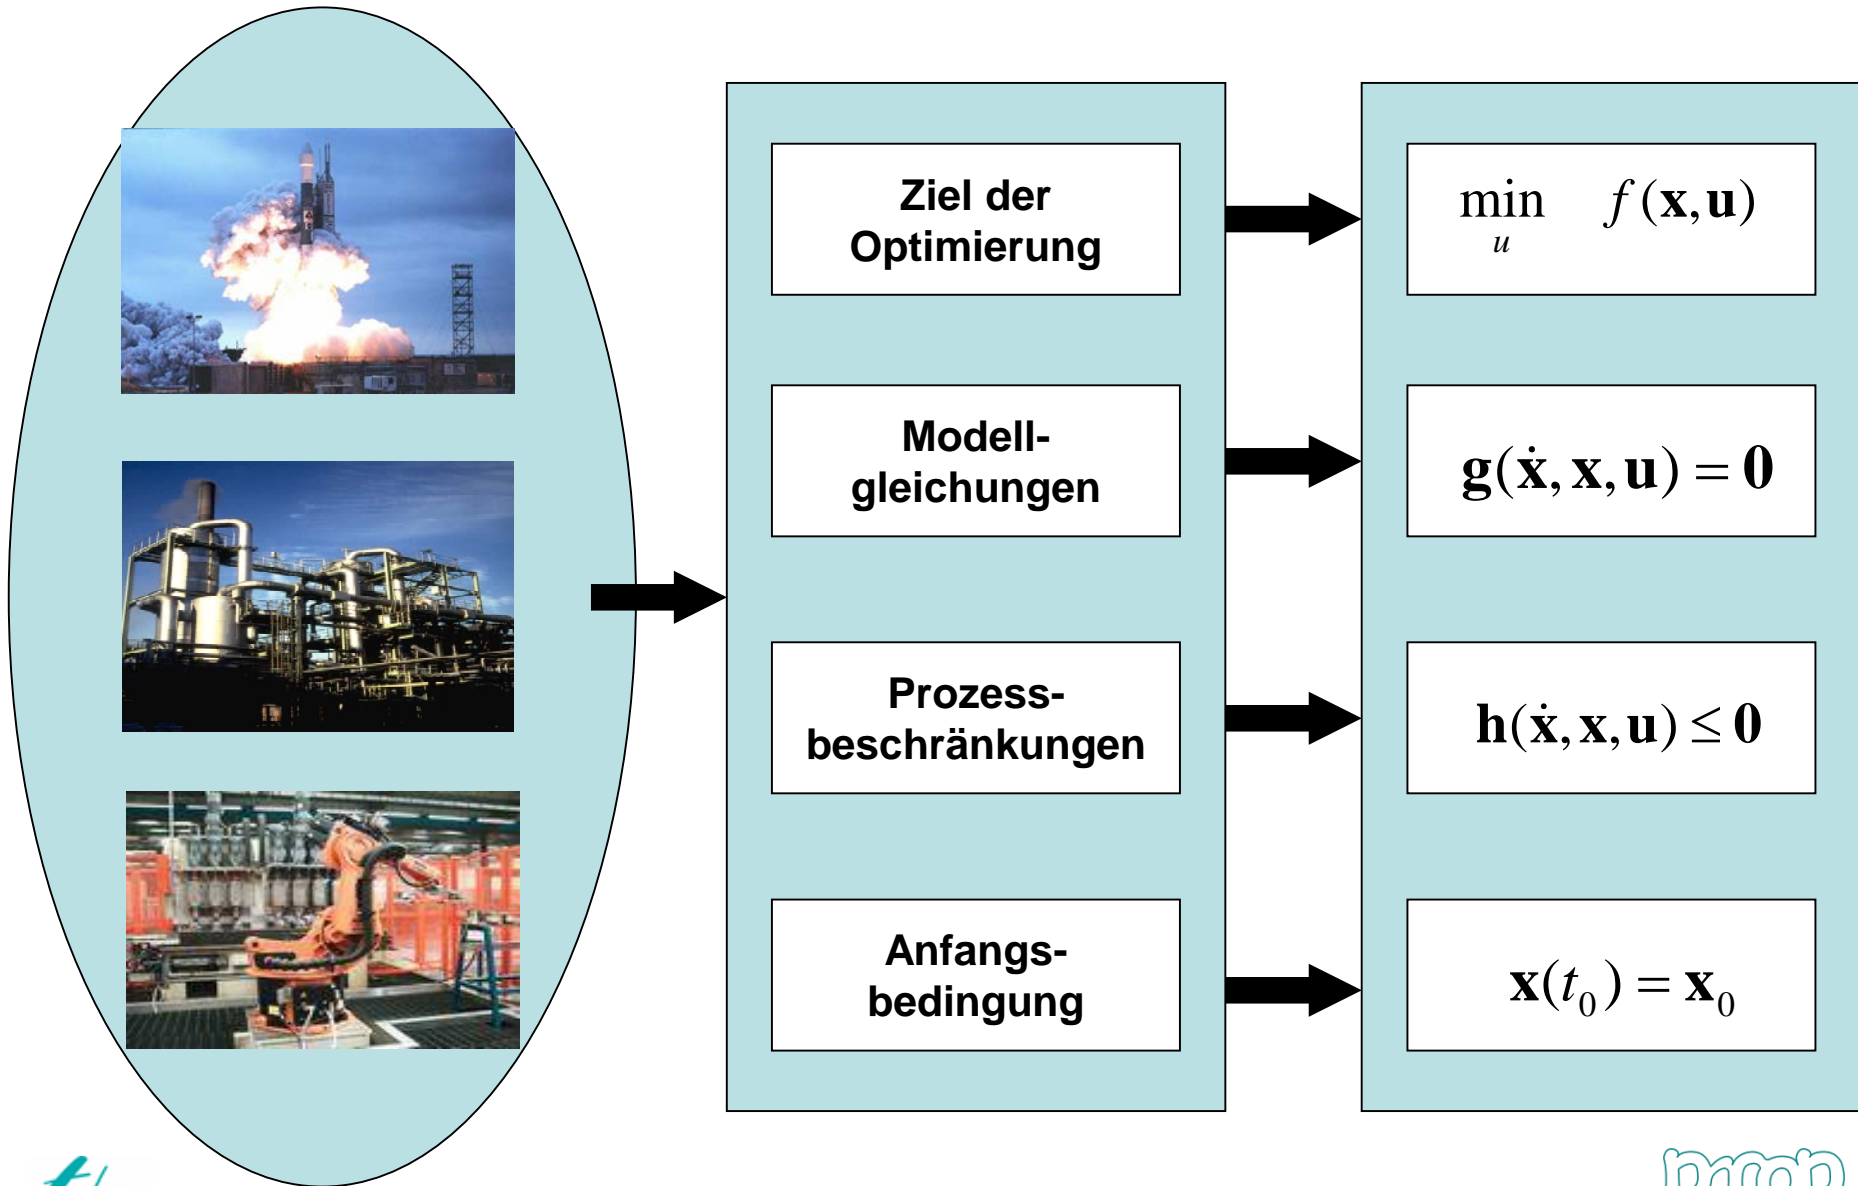 Ziel der
Optimierung
min f(x,u)
u
Modell-
gleichungen
g(ẋ, x, u) = 0
Prozess-
beschränkungen
h(ẋ, x, u) ≤ 0
Anfangs-
bedingung
x(t₀) = x₀